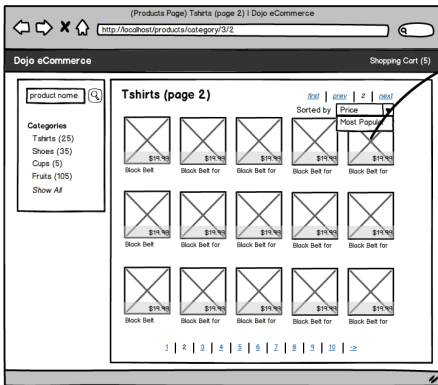 (Products Page) Tshirts (page 2) | Dojo eCommerce
http://localhost/products/category/3/2
Dojo eCommerce
Shopping Cart (5)
product name.
Categories
Tshirts (25)
Shoes (35)
Cups (5)
Fruits (105)
Show All
Tshirts (page 2)
first | prev | 2 | next
Sorted by Price
Most Popular
$19.99 $19.99 $19.99 $19.99 $19.99
Black Belt Black Belt for Black Belt for Black Belt for Black Belt for
$19.99 $19.99 $19.99 $19.99 $19.99
Black Belt Black Belt for Black Belt for Black Belt for Black Belt for
$19.99 $19.99 $19.99 $19.99 $19.99
Black Belt Black Belt for Black Belt for Black Belt for Black Belt for
1 | 2 | 3 | 4 | 5 | 6 | 7 | 8 | 9 | 10 | ->